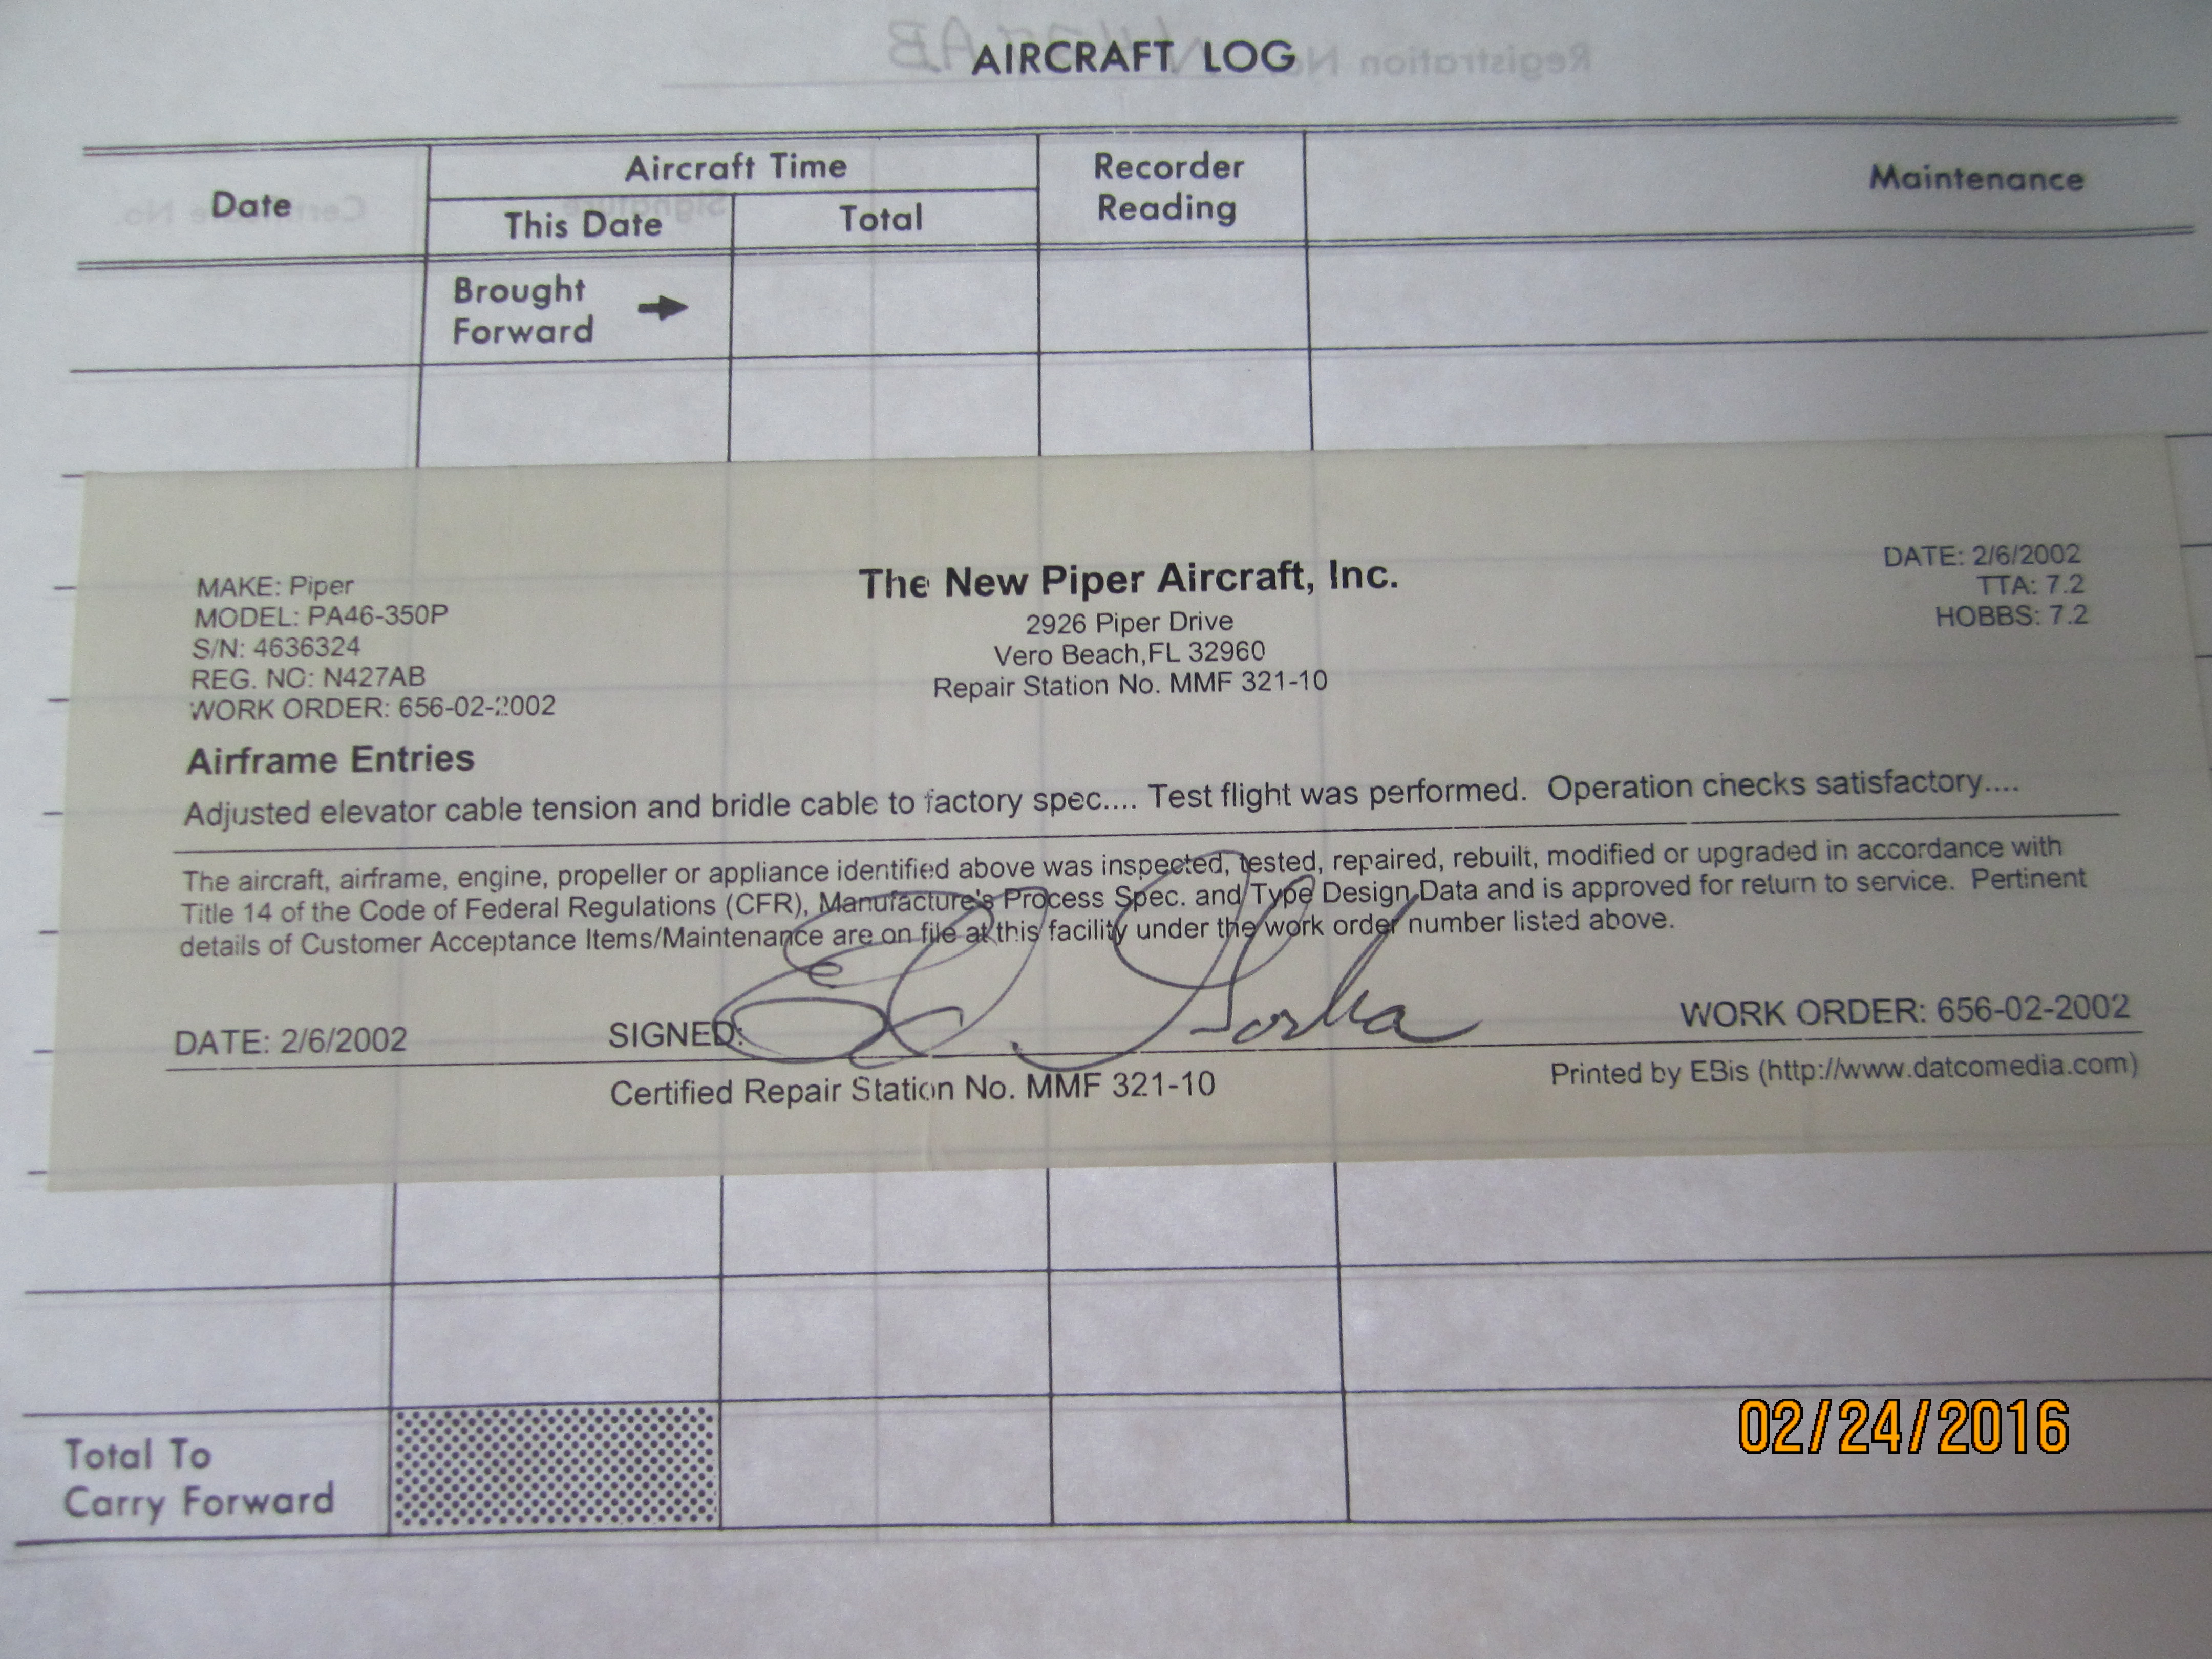 AIRCRAFT LOG
Date
Aircraft Time
This Date
Total
Recorder
Reading
Maintenance
Brought
Forward
MAKE: Piper
MODEL: PA46-350P
S/N: 4636324
REG. NO: N427AB
WORK ORDER: 656-02-2002
The New Piper Aircraft, Inc.
2926 Piper Drive
Vero Beach,FL 32960
Repair Station No. MMF 321-10
DATE: 2/6/2002
TTA: 7.2
HOBBS: 7.2
Airframe Entries
Adjusted elevator cable tension and bridle cable to factory spec.... Test flight was performed. Operation checks satisfactory....
The aircraft, airframe, engine, propeller or appliance identified above was inspected, tested, repaired, rebuilt, modified or upgraded in accordance with
Title 14 of the Code of Federal Regulations (CFR), Manufacture's Process Spec. and Type Design Data and is approved for return to service. Pertinent
details of Customer Acceptance Items/Maintenance are on file at this facility under the work order number listed above.
DATE: 2/6/2002
SIGNED:
WORK ORDER: 656-02-2002
Certified Repair Station No. MMF 321-10
Printed by EBis (http://www.datcomedia.com)
Total To
Carry Forward
02/24/2016